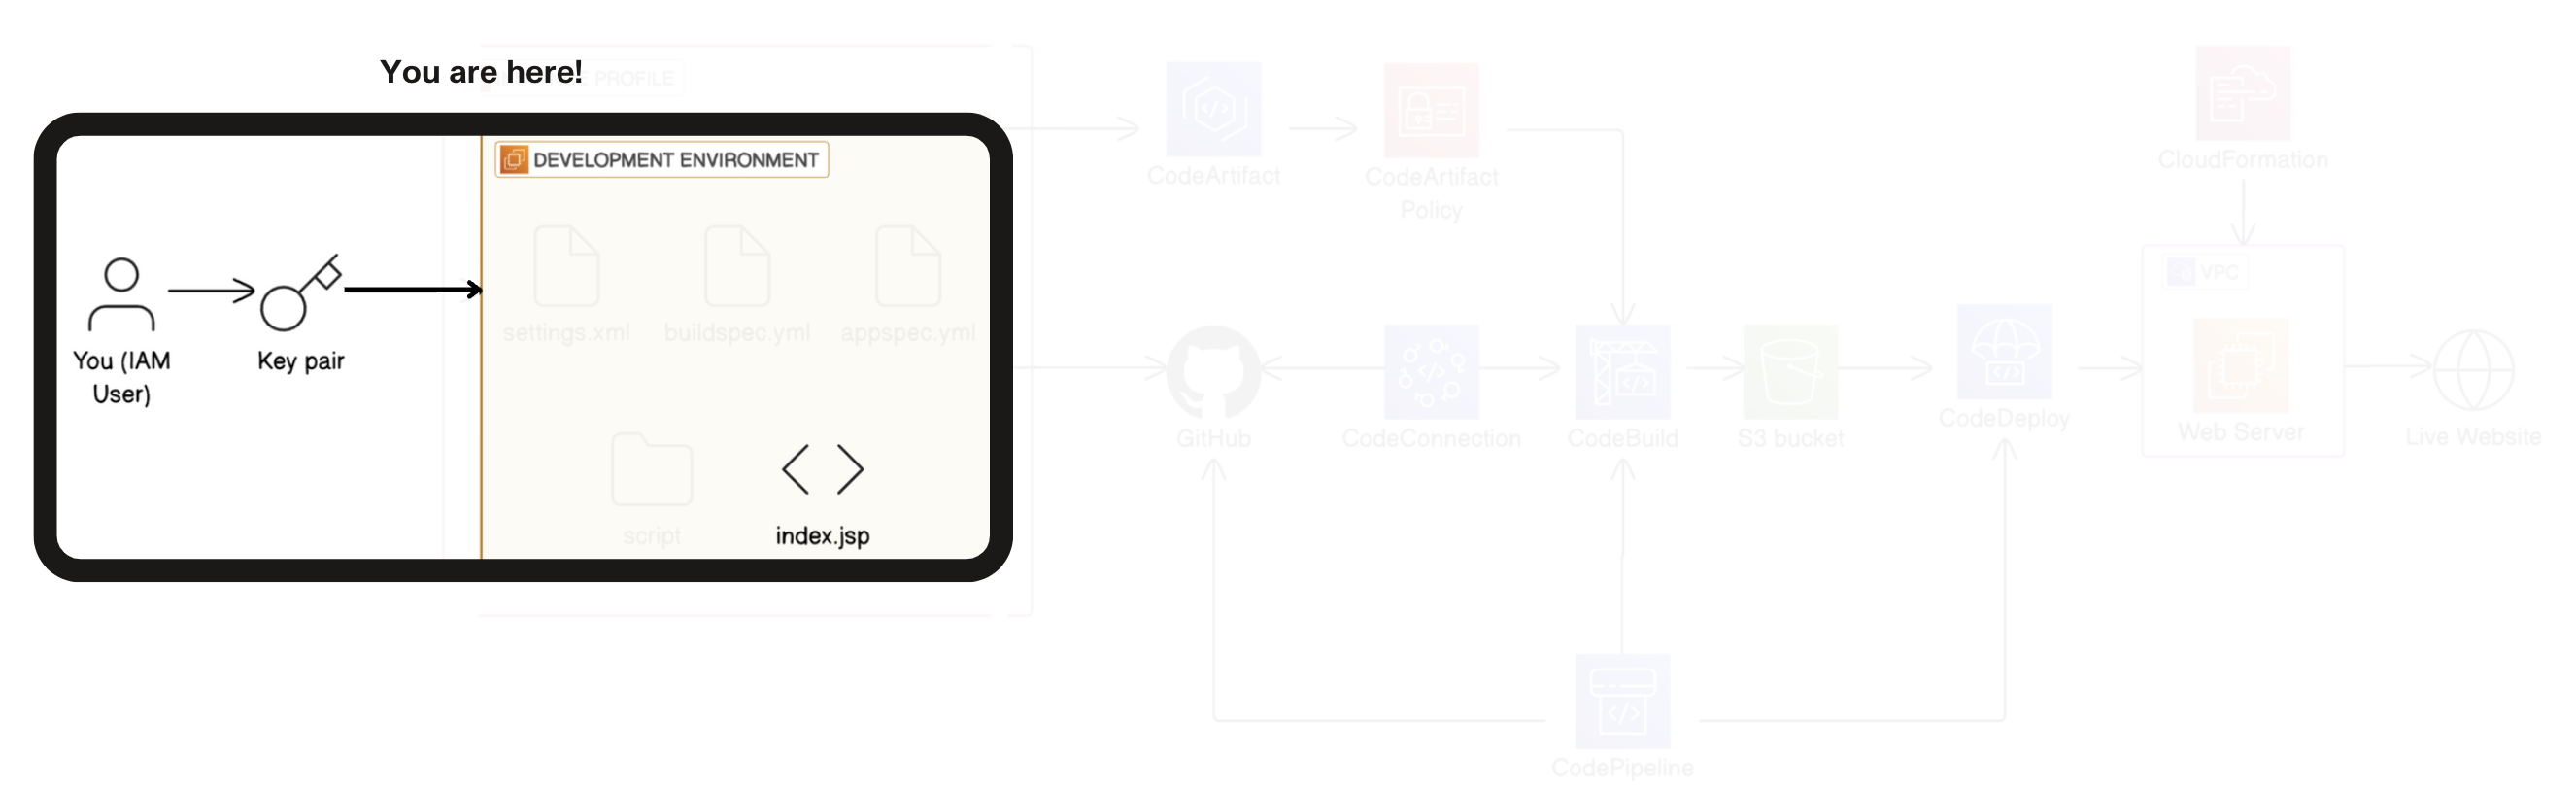 You are here!
PROFILE
DEVELOPMENT ENVIRONMENT
settings.xml
buildspec.yml
appspec.yml
You (IAM
User)
Key pair
script
index.jsp
CodeArtifact
CodeArtifact
Policy
CloudFormation
VPC
GitHub
CodeConnection
CodeBuild
S3 bucket
CodeDeploy
Web Server
Live Website
CodePipeline